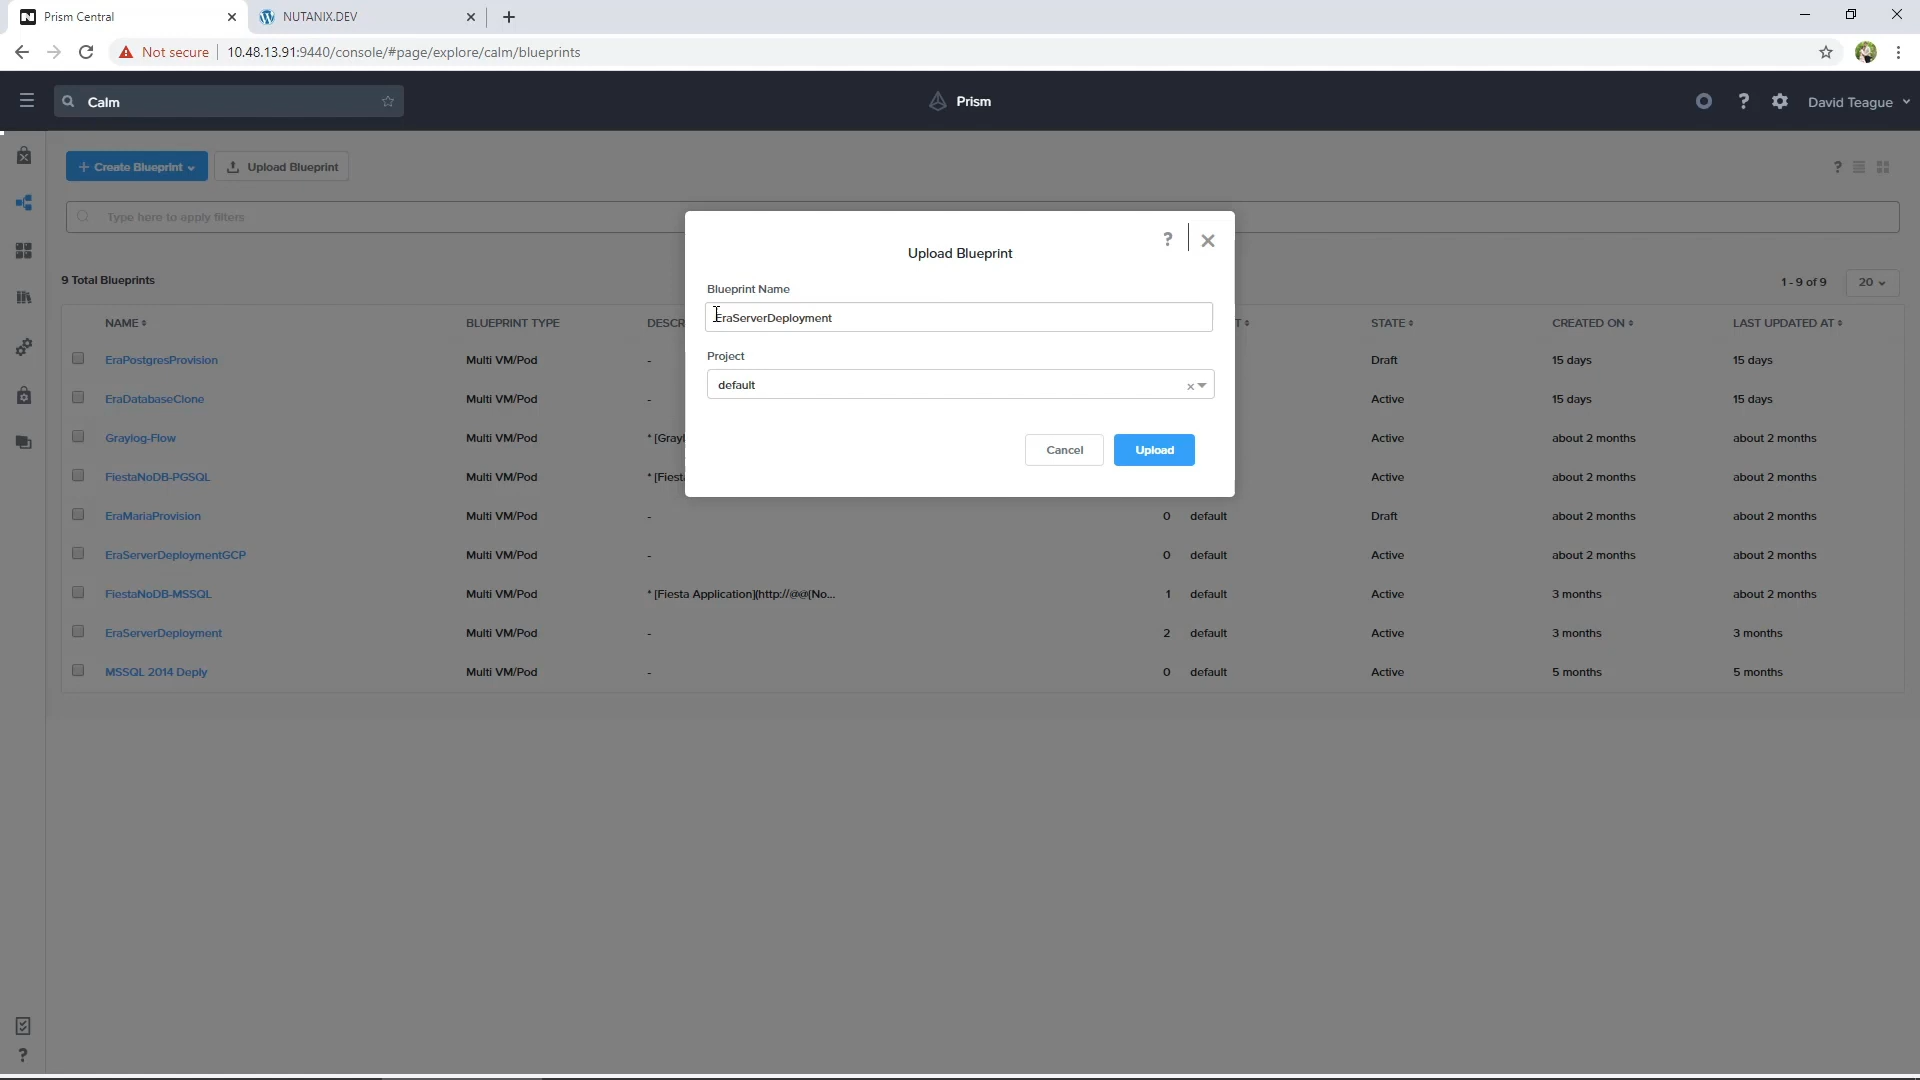 Prism Central
NUTANIX.DEV
Not secure 10.48.13.91:9440/console/#page/explore/calm/blueprints
Calm
Prism
? David Teague
+ Create Blueprint
Upload Blueprint
?
Type here to apply filters
?
Upload Blueprint
Blueprint Name
EraServerDeployment
Project
default
Cancel Upload
9 Total Blueprints
1 - 9 of 9 20
NAME BLUEPRINT TYPE DESCR T STATE CREATED ON LAST UPDATED AT
EraPostgresProvision Multi VM/Pod - Draft 15 days 15 days
EraDatabaseClone Multi VM/Pod - Active 15 days 15 days
Graylog-Flow Multi VM/Pod * [Grayl Active about 2 months about 2 months
FiestaNoDB-PGSQL Multi VM/Pod * [Fiest Active about 2 months about 2 months
EraMariaProvision Multi VM/Pod - 0 default Draft about 2 months about 2 months
EraServerDeploymentGCP Multi VM/Pod - 0 default Active about 2 months about 2 months
FiestaNoDB-MSSQL Multi VM/Pod * [Fiesta Application](http://@@{No... 1 default Active 3 months about 2 months
EraServerDeployment Multi VM/Pod - 2 default Active 3 months 3 months
MSSQL 2014 Deply Multi VM/Pod - 0 default Active 5 months 5 months
?